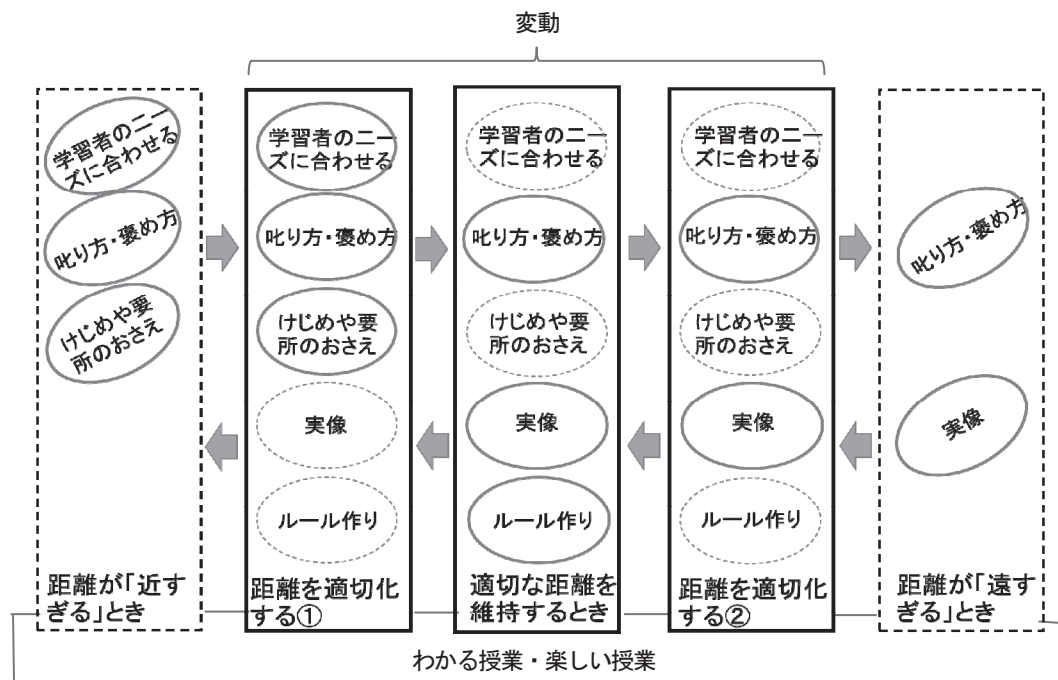 変動
学習者のニー
ズに合わせる
叱り方・褒め方
けじめや要
所のおさえ
距離が「近す
ぎる」とき
学習者のニー
ズに合わせる
叱り方・褒め方
けじめや要
所のおさえ
実像
ルール作り
距離を適切化
する①
学習者のニー
ズに合わせる
叱り方・褒め方
けじめや要
所のおさえ
実像
ルール作り
適切な距離を
維持するとき
学習者のニー
ズに合わせる
叱り方・褒め方
けじめや要
所のおさえ
実像
ルール作り
距離を適切化
する②
叱り方・褒め方
実像
距離が「遠す
ぎる」とき
わかる授業・楽しい授業